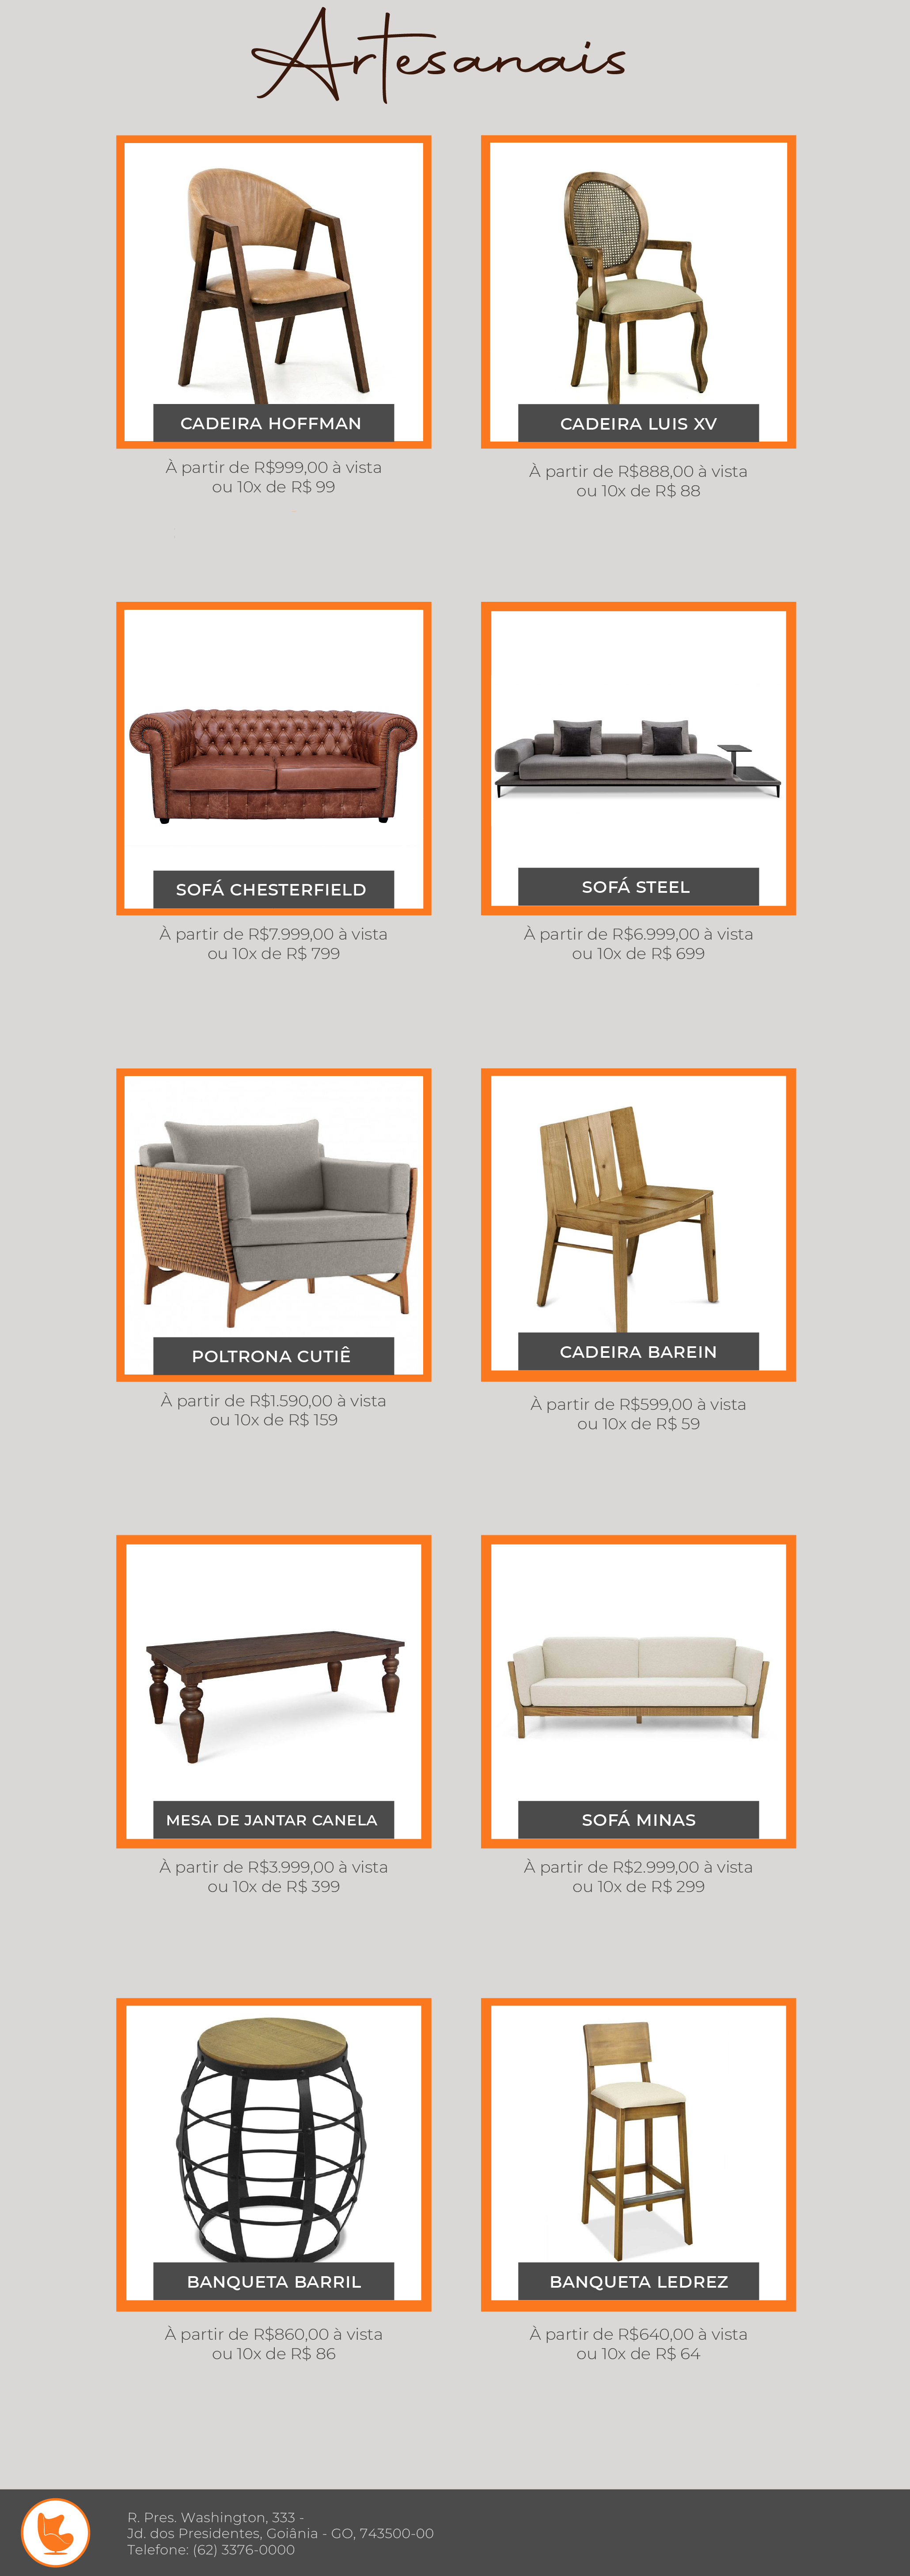 Artesanais
CADEIRA HOFFMAN
À partir de R$999,00 à vista
ou 10x de R$ 99
CADEIRA LUIS XV
À partir de R$888,00 à vista
ou 10x de R$ 88
SOFÁ CHESTERFIELD
À partir de R$7.999,00 à vista
ou 10x de R$ 799
SOFÁ STEEL
À partir de R$6.999,00 à vista
ou 10x de R$ 699
POLTRONA CUTIÊ
À partir de R$1.590,00 à vista
ou 10x de R$ 159
CADEIRA BAREIN
À partir de R$599,00 à vista
ou 10x de R$ 59
MESA DE JANTAR CANELA
À partir de R$3.999,00 à vista
ou 10x de R$ 399
SOFÁ MINAS
À partir de R$2.999,00 à vista
ou 10x de R$ 299
BANQUETA BARRIL
À partir de R$860,00 à vista
ou 10x de R$ 86
BANQUETA LEDREZ
À partir de R$640,00 à vista
ou 10x de R$ 64
R. Pres. Washington, 333 -
Jd. dos Presidentes, Goiânia - GO, 743500-00
Telefone: (62) 3376-0000